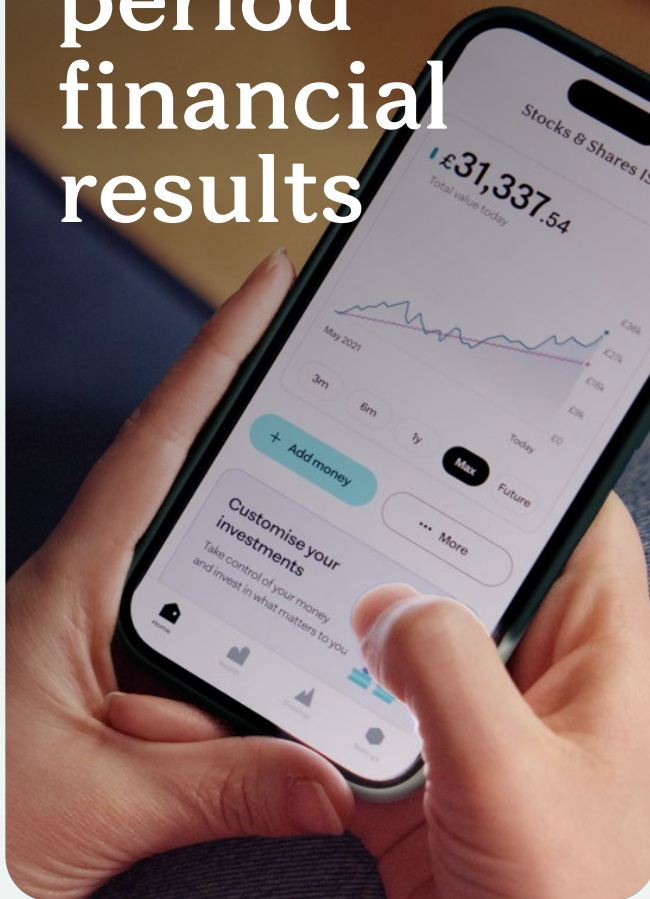 period
financial
results
Stocks & Shares IS
£31,337.54
Total value today
£36k
£27k
£18k
£9k
£0
May 2021
Today
3m
6m
1y
Max
Future
+ Add money
••• More
Customise your
investments
Take control of your money
and invest in what matters to you
Home
Settings